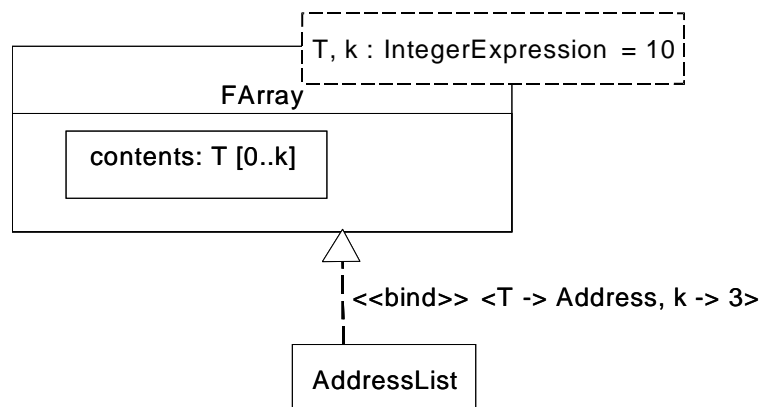 T, k : IntegerExpression = 10
FArray
contents: T [0..k]
<<bind>> <T -> Address, k -> 3>
AddressList